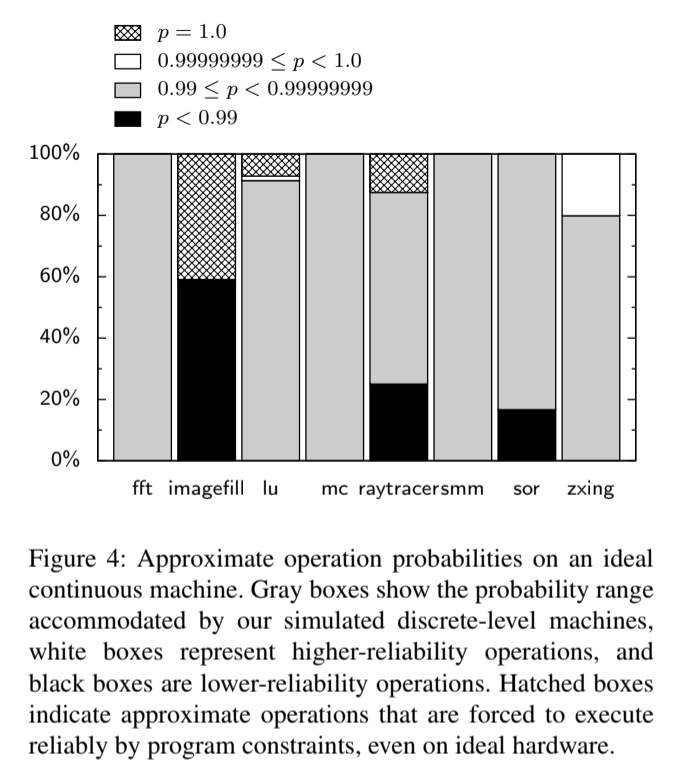 p = 1.0
0.99999999 ≤ p < 1.0
0.99 ≤ p < 0.99999999
p < 0.99
100%
80%
60%
40%
20%
0%
fft imagefill lu mc raytracer smm sor zxing
Figure 4: Approximate operation probabilities on an ideal
continuous machine. Gray boxes show the probability range
accommodated by our simulated discrete-level machines,
white boxes represent higher-reliability operations, and
black boxes are lower-reliability operations. Hatched boxes
indicate approximate operations that are forced to execute
reliably by program constraints, even on ideal hardware.